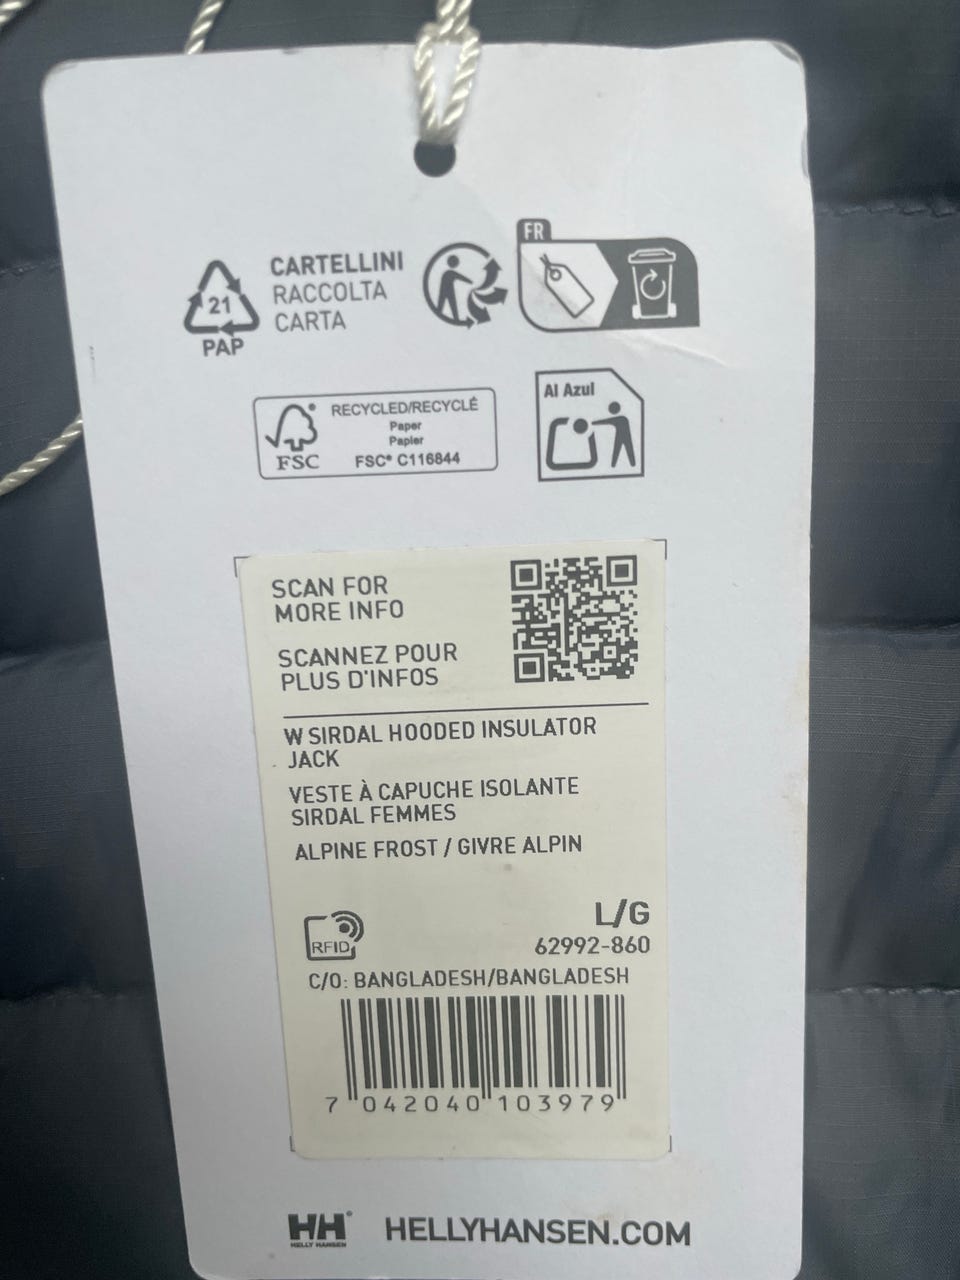 CARTELLINI
RACCOLTA
CARTA
21
PAP
FR
RECYCLED/RECYCLÉ
Paper
Papier
FSC® C116844
FSC
Al Azul
SCAN FOR
MORE INFO
SCANNEZ POUR
PLUS D'INFOS
W SIRDAL HOODED INSULATOR
JACK
VESTE À CAPUCHE ISOLANTE
SIRDAL FEMMES
ALPINE FROST / GIVRE ALPIN
RFID
L/G
62992-860
C/O: BANGLADESH/BANGLADESH
7 042040 103979
HH®
HELLY HANSEN
HELLYHANSEN.COM